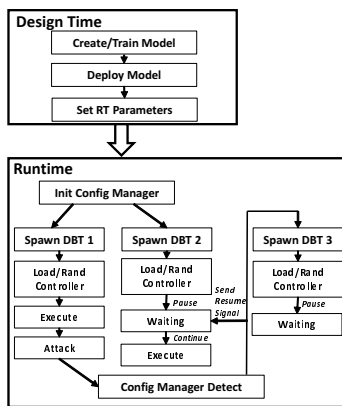 Design Time
Create/Train Model
Deploy Model
Set RT Parameters
Runtime
Init Config Manager
Spawn DBT 1
Load/Rand
Controller
Execute
Attack
Spawn DBT 2
Load/Rand
Controller
Pause
Waiting
Continue
Execute
Send
Resume
Signal
Spawn DBT 3
Load/Rand
Controller
Pause
Waiting
Config Manager Detect